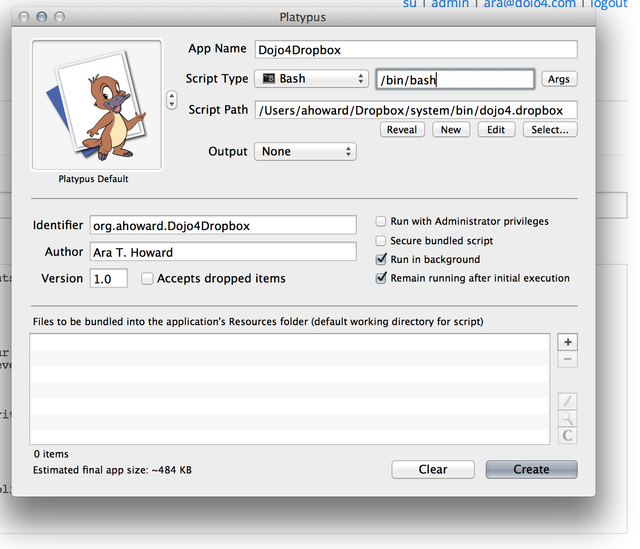 su | admin | ara@dojo4.com | logout
Platypus
App Name Dojo4Dropbox
Script Type Bash /bin/bash Args
Script Path /Users/ahoward/Dropbox/system/bin/dojo4.dropbox
Reveal New Edit Select...
Output None
Platypus Default
Identifier org.ahoward.Dojo4Dropbox
Author Ara T. Howard
Version 1.0 Accepts dropped items
Run with Administrator privileges
Secure bundled script
Run in background
Remain running after initial execution
Files to be bundled into the application's Resources folder (default working directory for script)
+
−
C
0 items
Estimated final app size: ~484 KB
Clear Create